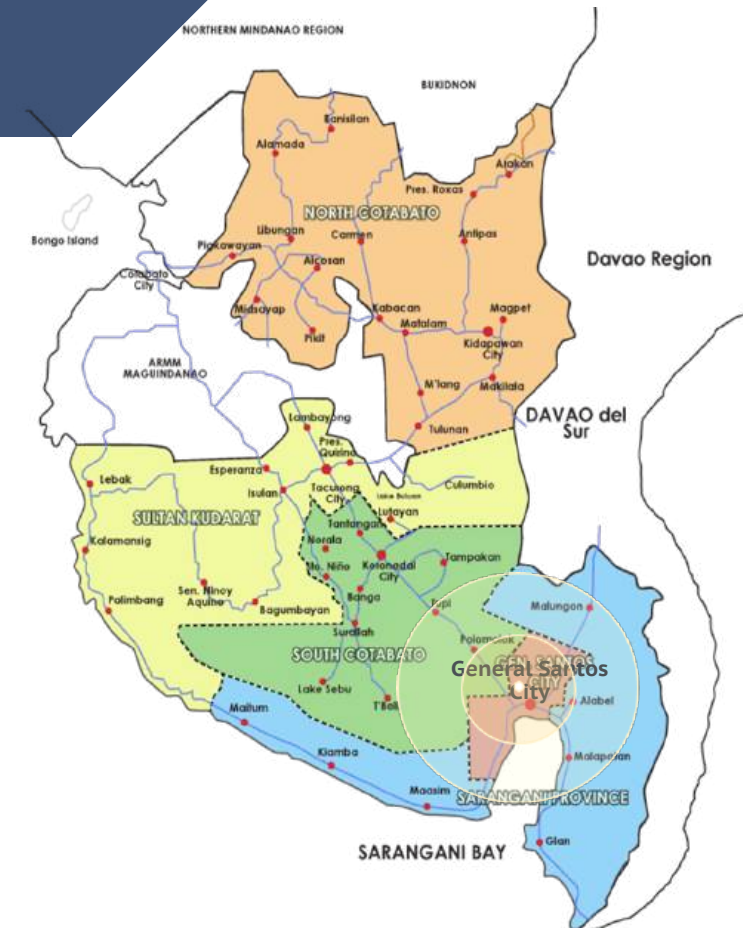 NORTHERN MINDANAO REGION
BUKIDNON
Banisilan
Alamada
Arakan
Pres. Roxas
NORTH COTABATO
Libungan
Carmen
Antipas
Bongo Island
Pigkawayan
Alcosan
Davao Region
Cotabato
City
Midsayap
Kabacan
Magpet
Matalam
Pikit
Kidapawan
City
ARMM
MAGUINDANAO
M'lang
Makilala
Lambayong
DAVAO del
Sur
Tulunan
Pres.
Quirino
Esperanza
Lebak
Isulan
Tacurong
City
Columbio
Lake Buluan
Lutayan
SULTAN KUDARAT
Tantangan
Kalamansig
Norala
Koronadal
City
Tampakan
Sto. Niño
Sen. Ninoy
Aquino
Banga
Palimbang
Bagumbayan
Tupi
Malungon
Surallah
Polomolok
SOUTH COTABATO
GEN. SANTOS
CITY
General Santos
City
Lake Sebu
T'Boli
Alabel
Maitum
Kiamba
Malapatan
Maasim
SARANGANI PROVINCE
SARANGANI BAY
Glan